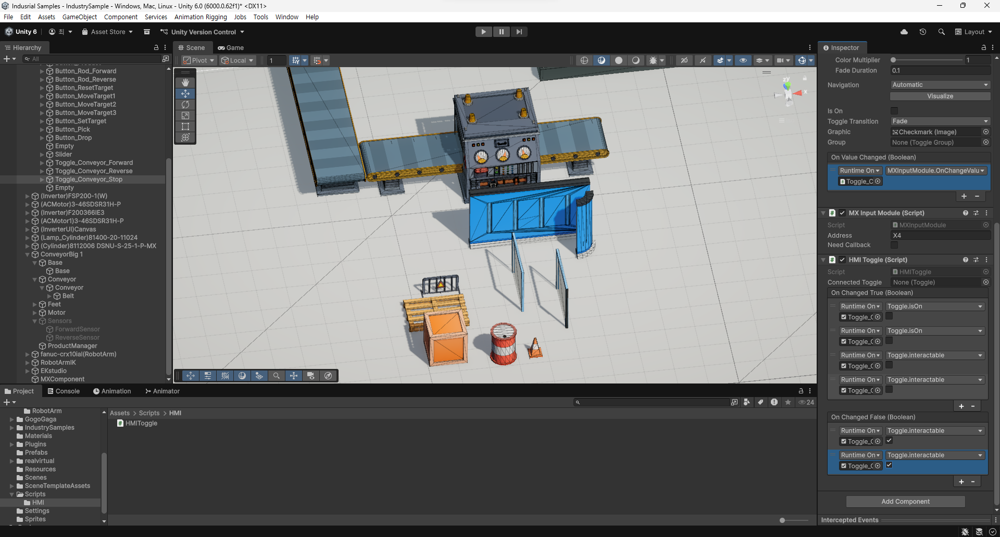 Indusrial Samples - IndustrySample - Windows, Mac, Linux - Unity 6.0 (6000.0.62f1)* <DX11>
File Edit Assets GameObject Component Services Animation Rigging Jobs Tools Window Help
Unity 6 최 Asset Store Unity Version Control Layout
Hierarchy
All
Button_Rod_Forward
Button_Rod_Reverse
Button_ResetTarget
Button_MoveTarget1
Button_MoveTarget2
Button_MoveTarget3
Button_SetTarget
Button_Pick
Button_Drop
Empty
Slider
Toggle_Conveyor_Forward
Toggle_Conveyor_Reverse
Toggle_Conveyor_Stop
Empty
(Inverter)FSP200-1(W)
(ACMotor)3-46SDSR31H-P
(Inverter)F200366IE3
(ACMotor1)3-46SDSR31H-P
(InverterUI)Canvas
(Lamp_Cylinder)81400-20-11024
(Cylinder)8112006 DSNU-S-25-1-P-MX
ConveyorBig 1
Base
Base
Conveyor
Conveyor
Belt
Feet
Motor
Sensors
ForwardSensor
ReverseSensor
ProductManager
fanuc-crx10ial(RobotArm)
RobotArmIK
EKstudio
MXComponent
Scene Game
Pivot Local 1 2D
z y x
Inspector
Color Multiplier 1
Fade Duration 0.1
Navigation Automatic
Visualize
Is On
Toggle Transition Fade
Graphic Checkmark (Image)
Group None (Toggle Group)
On Value Changed (Boolean)
Runtime On MXInputModule.OnChangeValu
Toggle_C
MX Input Module (Script)
Script MXInputModule
Address X4
Need Callback
HMI Toggle (Script)
Script HMIToggle
Connected Toggle None (Toggle)
On Changed True (Boolean)
Runtime On Toggle.isOn
Toggle_C
Runtime On Toggle.isOn
Toggle_C
Runtime On Toggle.interactable
Toggle_C
Runtime On Toggle.interactable
Toggle_C
On Changed False (Boolean)
Runtime On Toggle.interactable
Toggle_C
Runtime On Toggle.interactable
Toggle_C
Add Component
Intercepted Events
Project Console Animation Animator
24
RobotArm
GogoGaga
IndustrySamples
Materials
Plugins
Prefabs
realvirtual
Resources
Scenes
SceneTemplateAssets
Scripts
HMI
Settings
Sprites
Assets > Scripts > HMI
HMIToggle